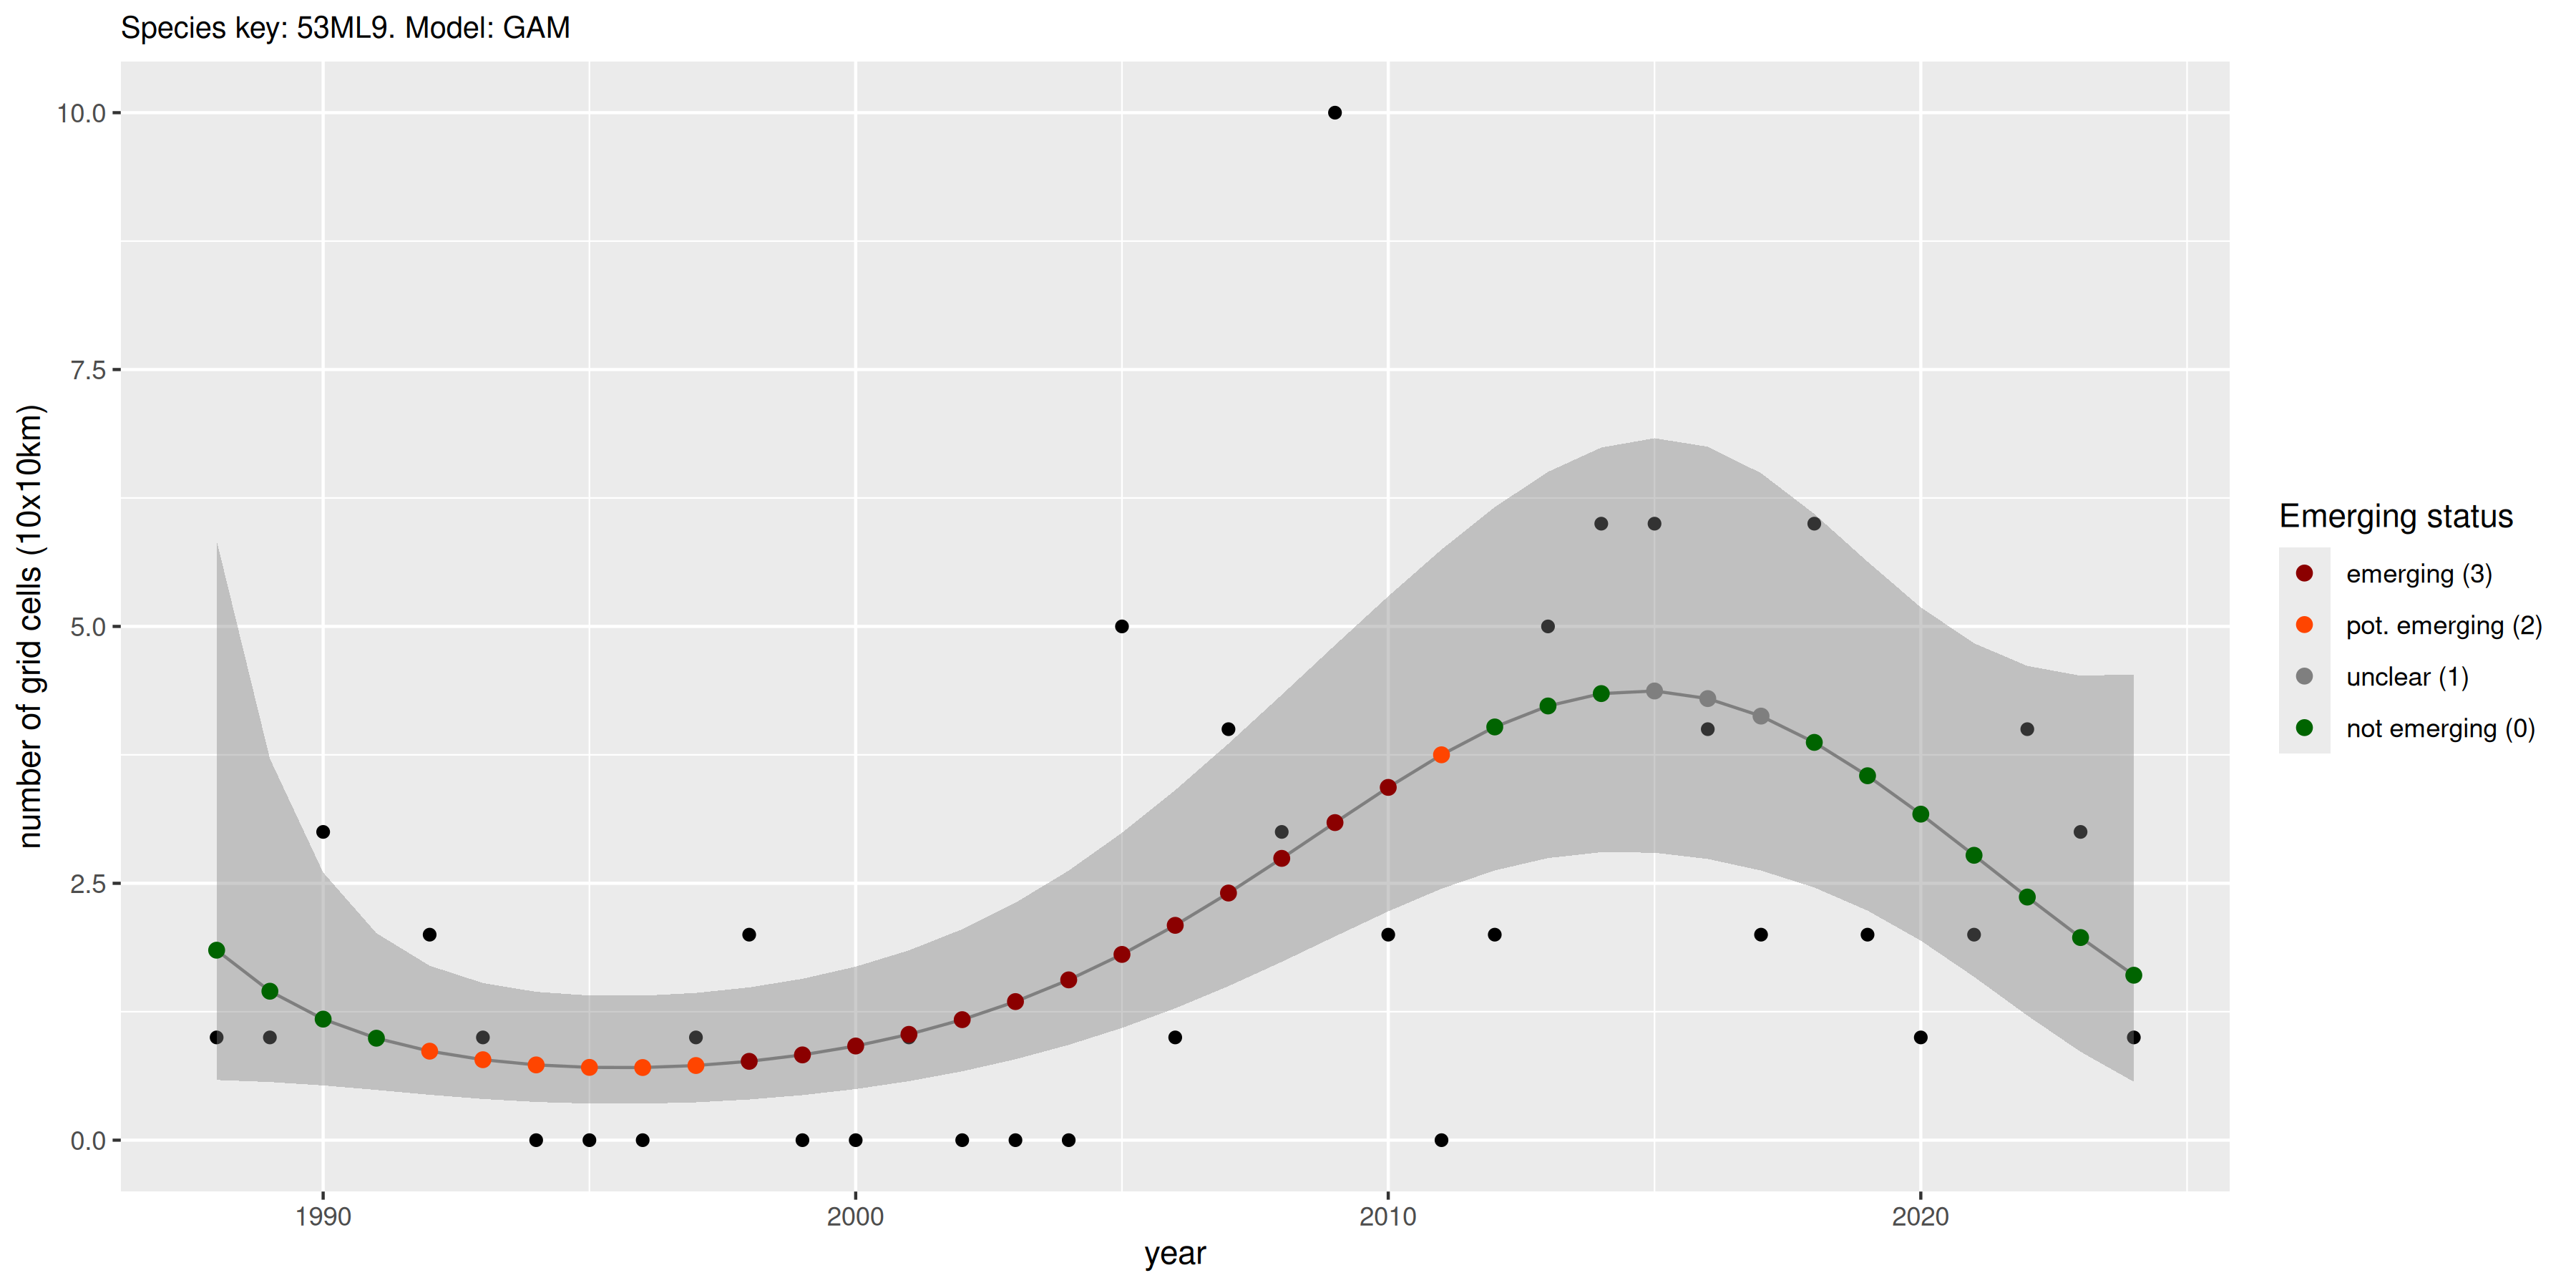 Species key: 53ML9. Model: GAM
10.0
7.5
5.0
2.5
0.0
number of grid cells (10x10km)
1990
2000
2010
2020
year
Emerging status
emerging (3)
pot. emerging (2)
unclear (1)
not emerging (0)